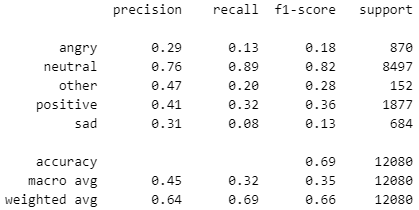 precision recall f1-score support
angry 0.29 0.13 0.18 870
neutral 0.76 0.89 0.82 8497
other 0.47 0.20 0.28 152
positive 0.41 0.32 0.36 1877
sad 0.31 0.08 0.13 684
accuracy 0.69 12080
macro avg 0.45 0.32 0.35 12080
weighted avg 0.64 0.69 0.66 12080